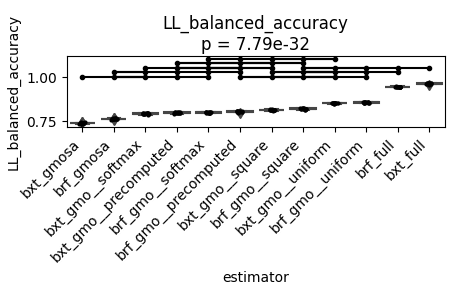 LL_balanced_accuracy
p = 7.79e-32
LL_balanced_accuracy
1.00
0.75
bxt_gmosa
brf_gmosa
bxt_gmo__softmax
bxt_gmo__precomputed
brf_gmo__softmax
brf_gmo__precomputed
bxt_gmo__square
brf_gmo__square
bxt_gmo__uniform
brf_gmo__uniform
brf_full
bxt_full
estimator